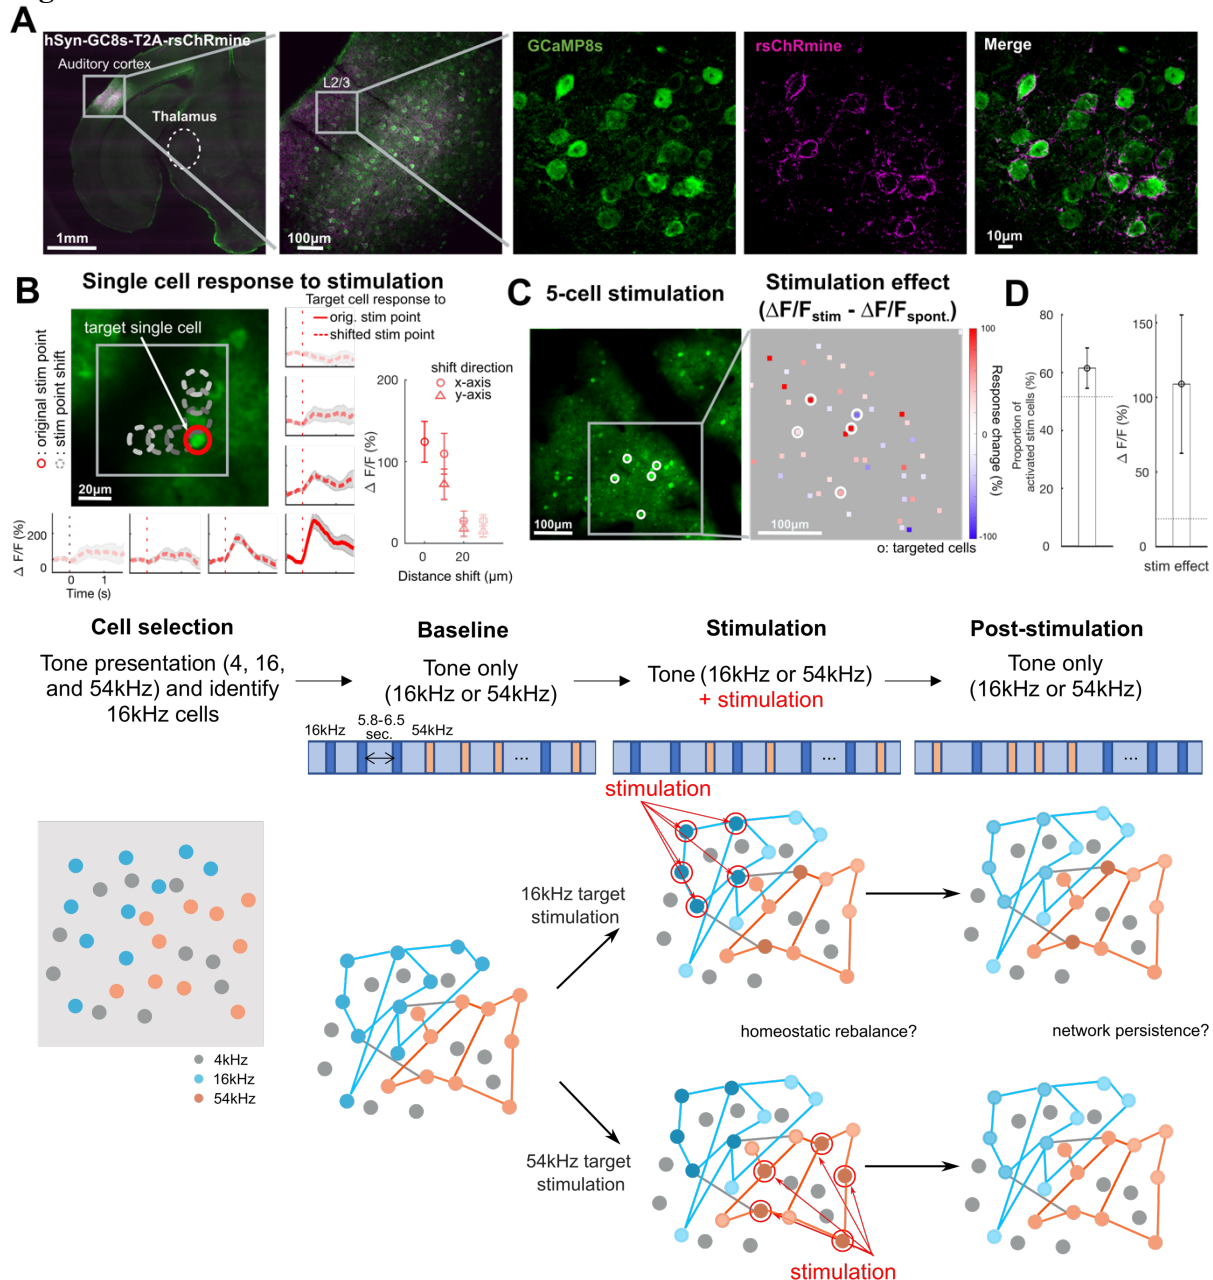 A
hSyn-GC8s-T2A-rsChRmine
Auditory cortex
Thalamus
1mm
L2/3
100µm
GCaMP8s
rsChRmine
Merge
10µm
B
Single cell response to stimulation
: original stim point
: stim point shift
target single cell
20µm
Target cell response to
orig. stim point
shifted stim point
Δ F/F (%)
200
0
0
1
Time (s)
shift direction
x-axis
y-axis
Δ F/F (%)
200
100
0
0
20
Distance shift (µm)
C
5-cell stimulation
100µm
Stimulation effect
(ΔF/Fstim - ΔF/Fspont.)
100µm
o: targeted cells
100
0
-100
Response change (%)
D
Proportion of
activated stim cells (%)
80
60
40
20
0
Δ F/F (%)
150
100
50
0
stim effect
Cell selection
Tone presentation (4, 16,
and 54kHz) and identify
16kHz cells
Baseline
Tone only
(16kHz or 54kHz)
Stimulation
Tone (16kHz or 54kHz)
+ stimulation
Post-stimulation
Tone only
(16kHz or 54kHz)
16kHz
5.8-6.5
sec.
54kHz
...
...
...
stimulation
16kHz target
stimulation
4kHz
16kHz
54kHz
homeostatic rebalance?
network persistence?
54kHz target
stimulation
stimulation